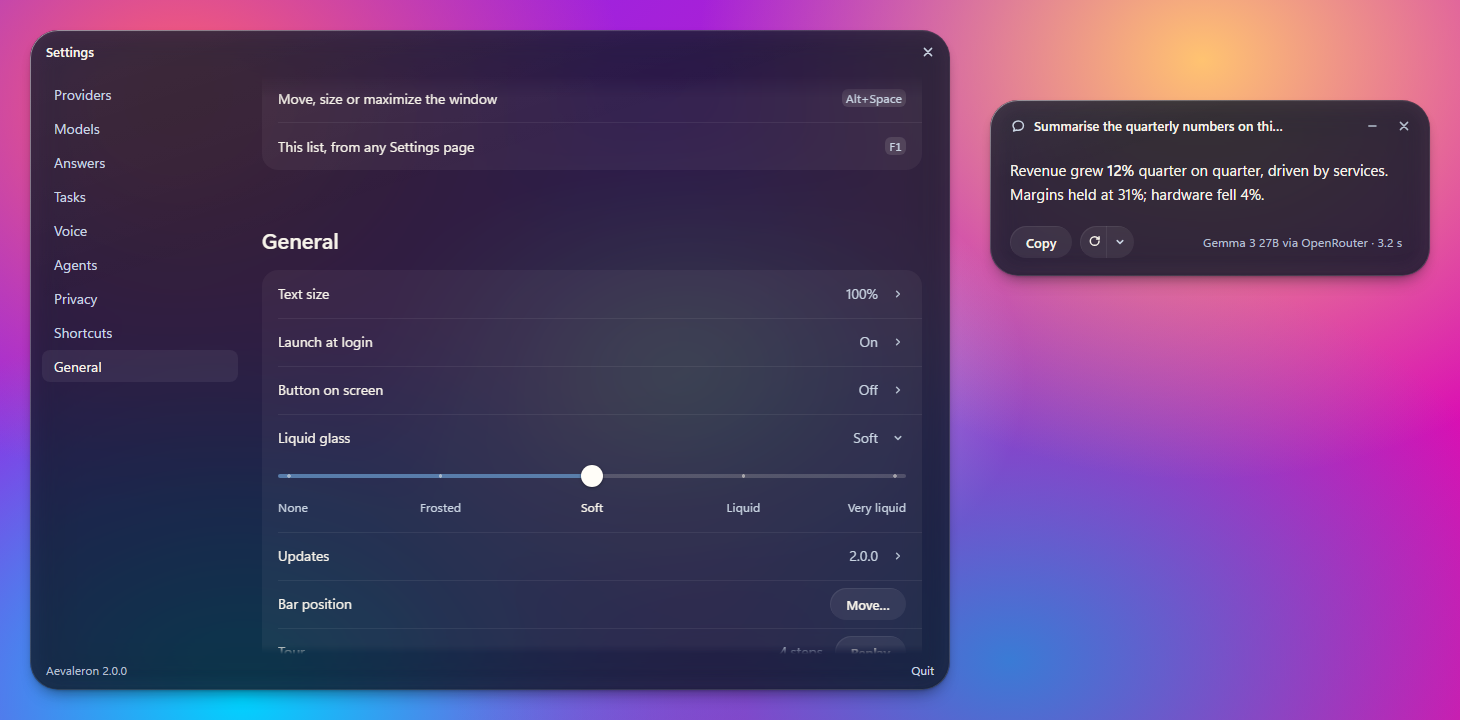 Settings
Providers
Models
Answers
Tasks
Voice
Agents
Privacy
Shortcuts
General
Move, size or maximize the window Alt+Space
This list, from any Settings page F1
General
Text size 100%
Launch at login On
Button on screen Off
Liquid glass Soft
None Frosted Soft Liquid Very liquid
Updates 2.0.0
Bar position Move...
Tour 4 steps Replay
Aevaleron 2.0.0 Quit
Summarise the quarterly numbers on thi...
Revenue grew 12% quarter on quarter, driven by services.
Margins held at 31%; hardware fell 4%.
Copy Gemma 3 27B via OpenRouter · 3.2 s